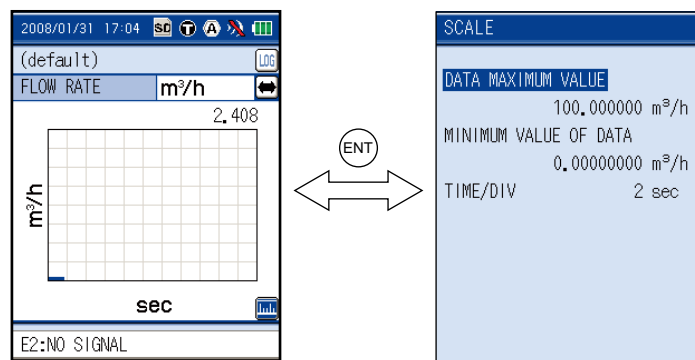 2008/01/31 17:04 SD T A
(default) LOG
FLOW RATE m³/h
2.408
m³/h
sec
E2:NO SIGNAL
ENT
SCALE
DATA MAXIMUM VALUE
100.000000 m³/h
MINIMUM VALUE OF DATA
0.00000000 m³/h
TIME/DIV 2 sec